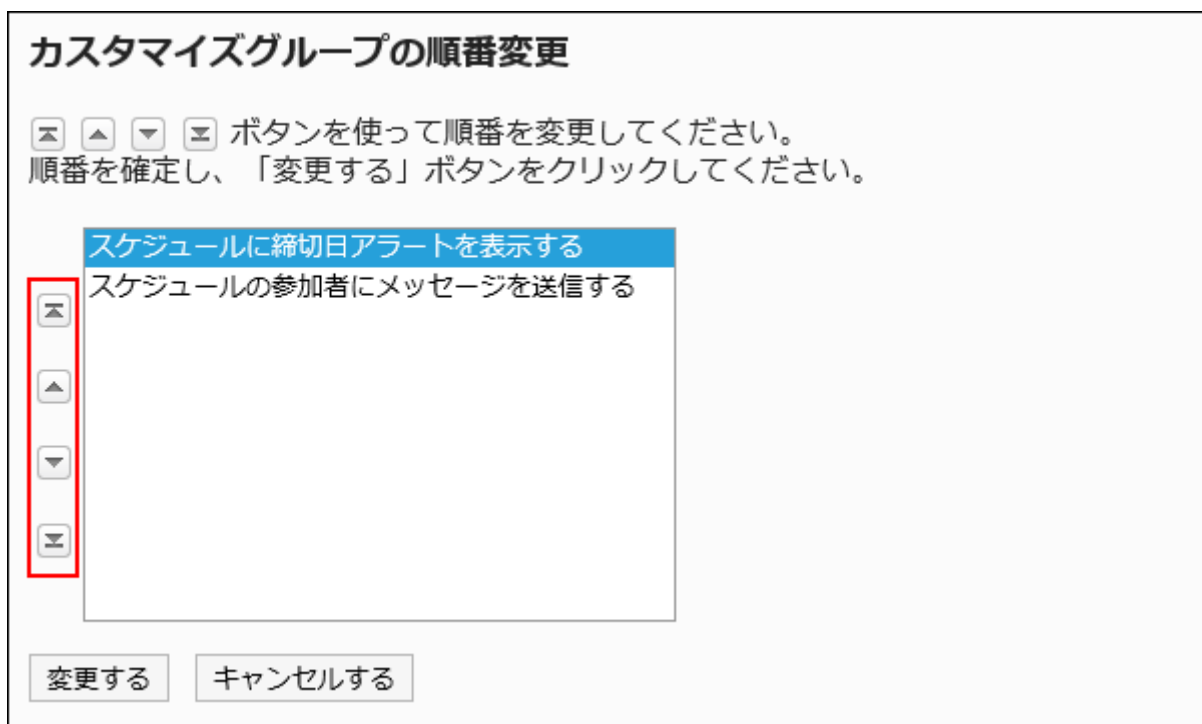 カスタマイズグループの順番変更
ボタンを使って順番を変更してください。
順番を確定し、「変更する」ボタンをクリックしてください。
スケジュールに締切日アラートを表示する
スケジュールの参加者にメッセージを送信する
変更する
キャンセルする